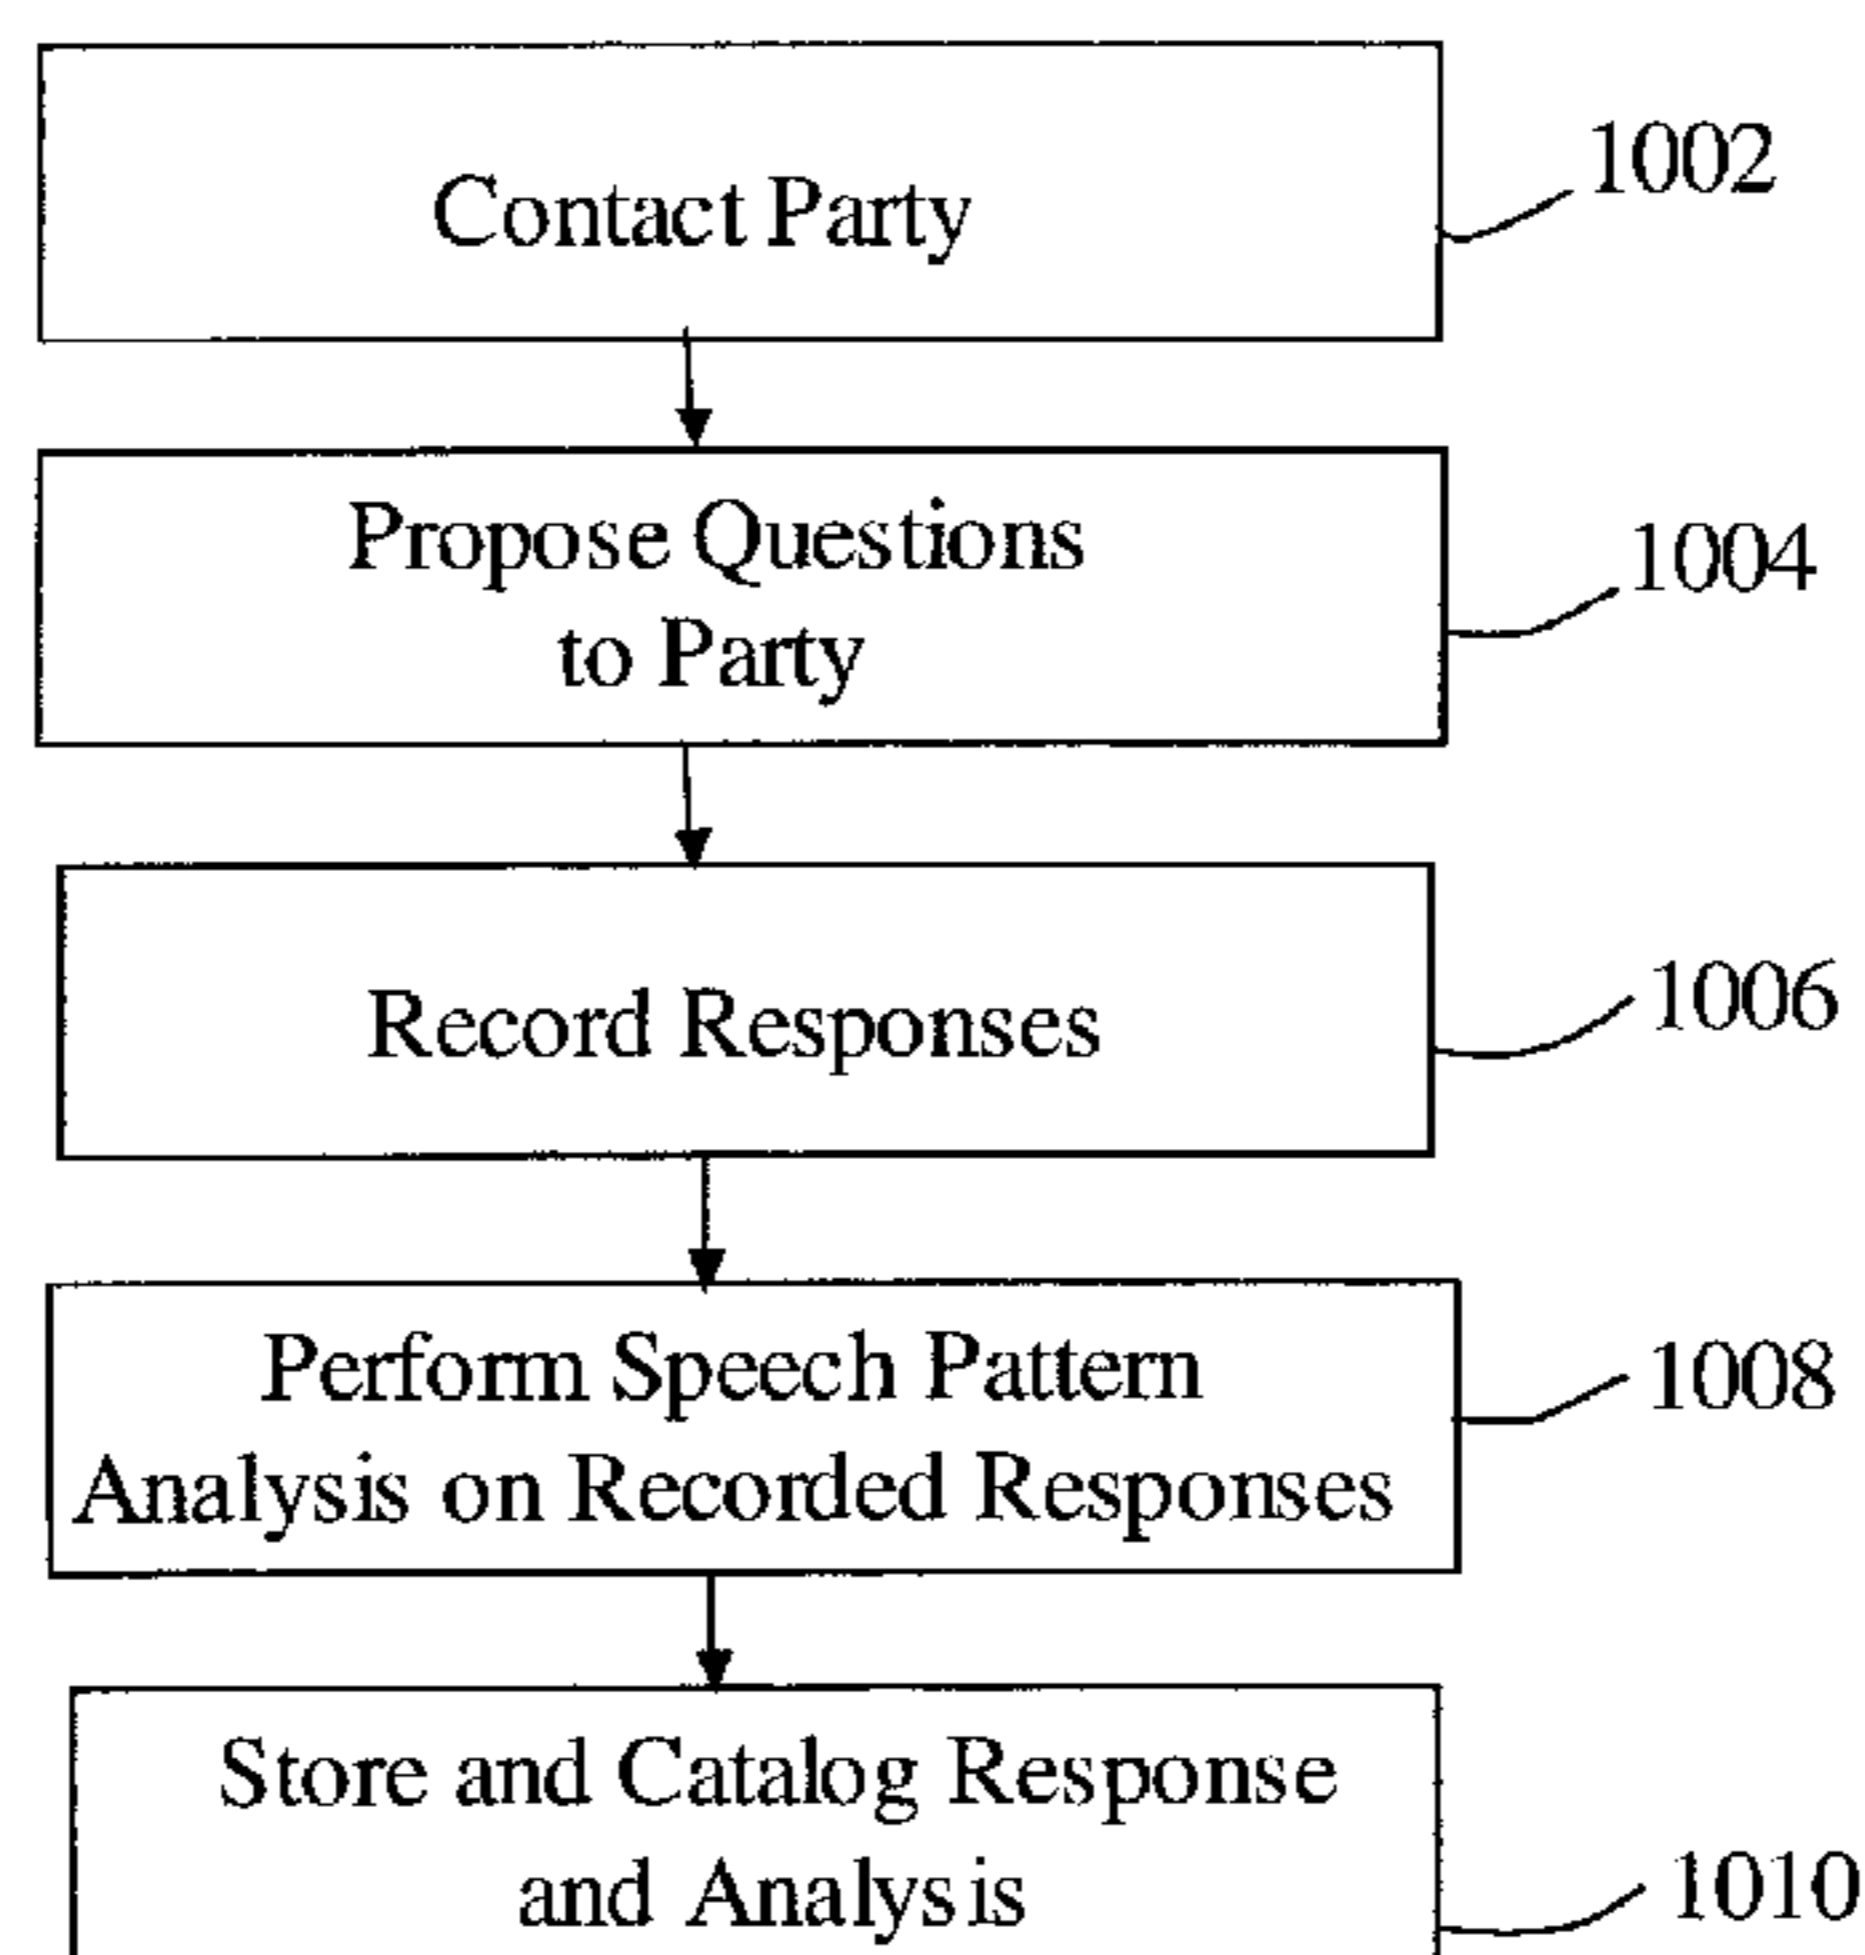 Contact Party
1002
Propose Questions
to Party
1004
Record Responses
1006
Perform Speech Pattern
Analysis on Recorded Responses
1008
Store and Catalog Response
and Analysis
1010